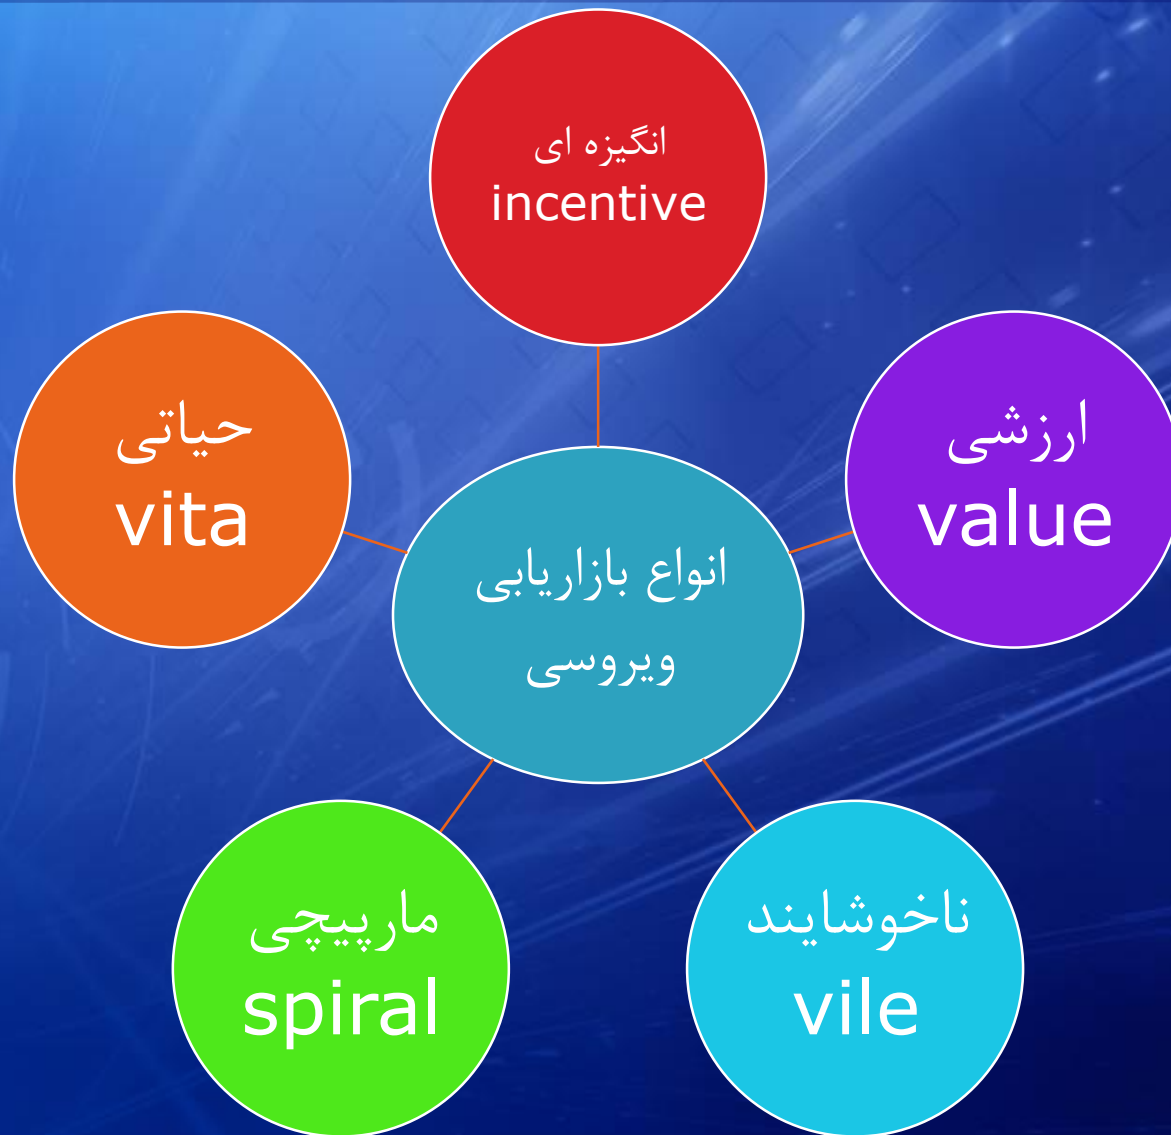 انگیزه ای
incentive
ارزشی
value
حیاتی
vita
انواع بازاریابی
ویروسی
ناخوشایند
vile
مارپیچی
spiral